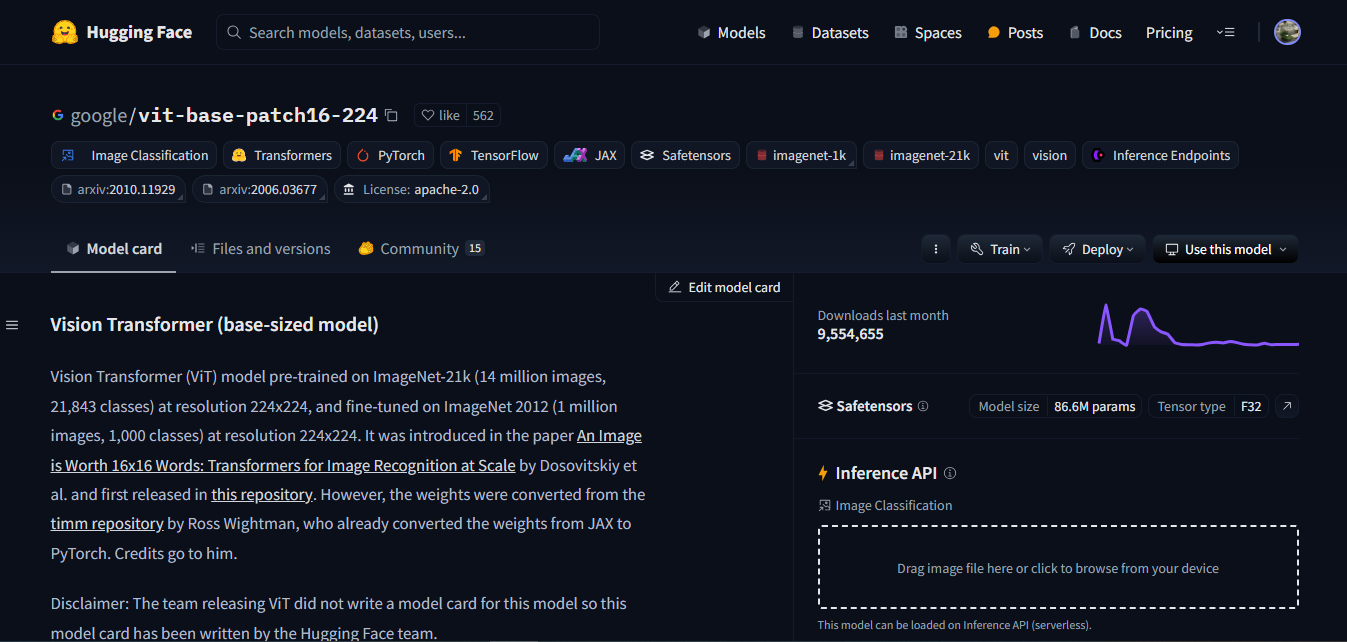 Hugging Face
Search models, datasets, users...
Models
Datasets
Spaces
Posts
Docs
Pricing
google/vit-base-patch16-224
like 562
Image Classification
Transformers
PyTorch
TensorFlow
JAX
Safetensors
imagenet-1k
imagenet-21k
vit
vision
Inference Endpoints
arxiv:2010.11929
arxiv:2006.03677
License: apache-2.0
Model card
Files and versions
Community 15
Train
Deploy
Use this model
Edit model card
Vision Transformer (base-sized model)
Vision Transformer (ViT) model pre-trained on ImageNet-21k (14 million images,
21,843 classes) at resolution 224x224, and fine-tuned on ImageNet 2012 (1 million
images, 1,000 classes) at resolution 224x224. It was introduced in the paper An Image
is Worth 16x16 Words: Transformers for Image Recognition at Scale by Dosovitskiy et
al. and first released in this repository. However, the weights were converted from the
timm repository by Ross Wightman, who already converted the weights from JAX to
PyTorch. Credits go to him.
Disclaimer: The team releasing ViT did not write a model card for this model so this
model card has been written by the Hugging Face team.
Downloads last month
9,554,655
Safetensors
Model size 86.6M params
Tensor type F32
Inference API
Image Classification
Drag image file here or click to browse from your device
This model can be loaded on Inference API (serverless).